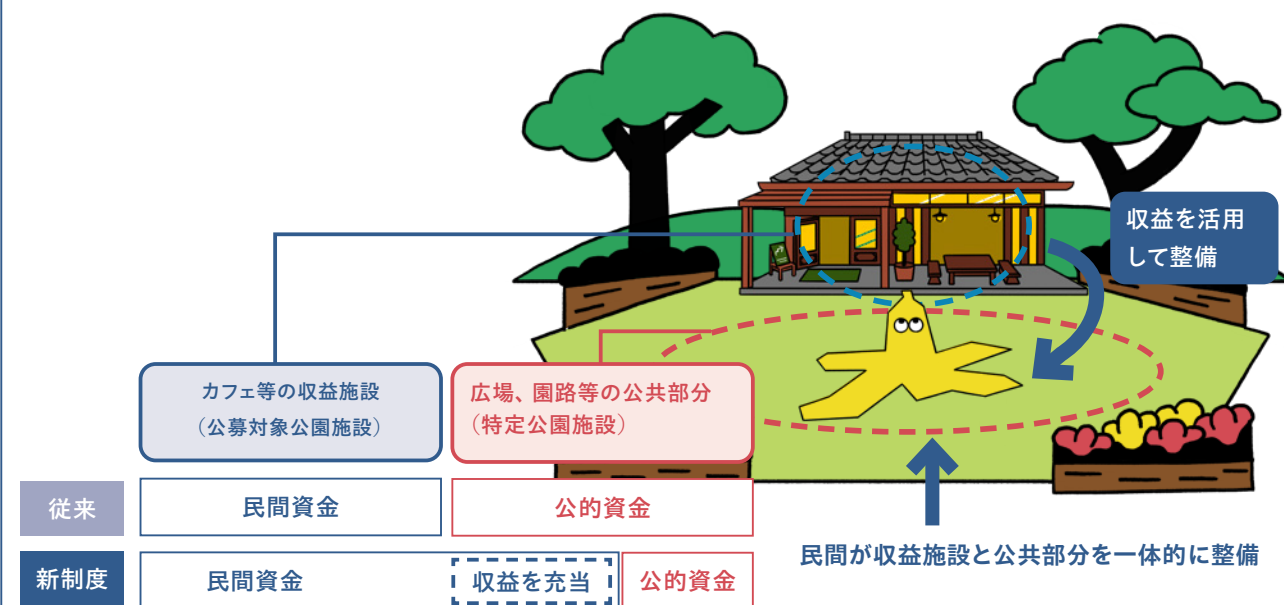 収益を活用
して整備
カフェ等の収益施設
（公募対象公園施設）
広場、園路等の公共部分
（特定公園施設）
従来
民間資金
公的資金
民間が収益施設と公共部分を一体的に整備
新制度
民間資金
収益を充当
公的資金